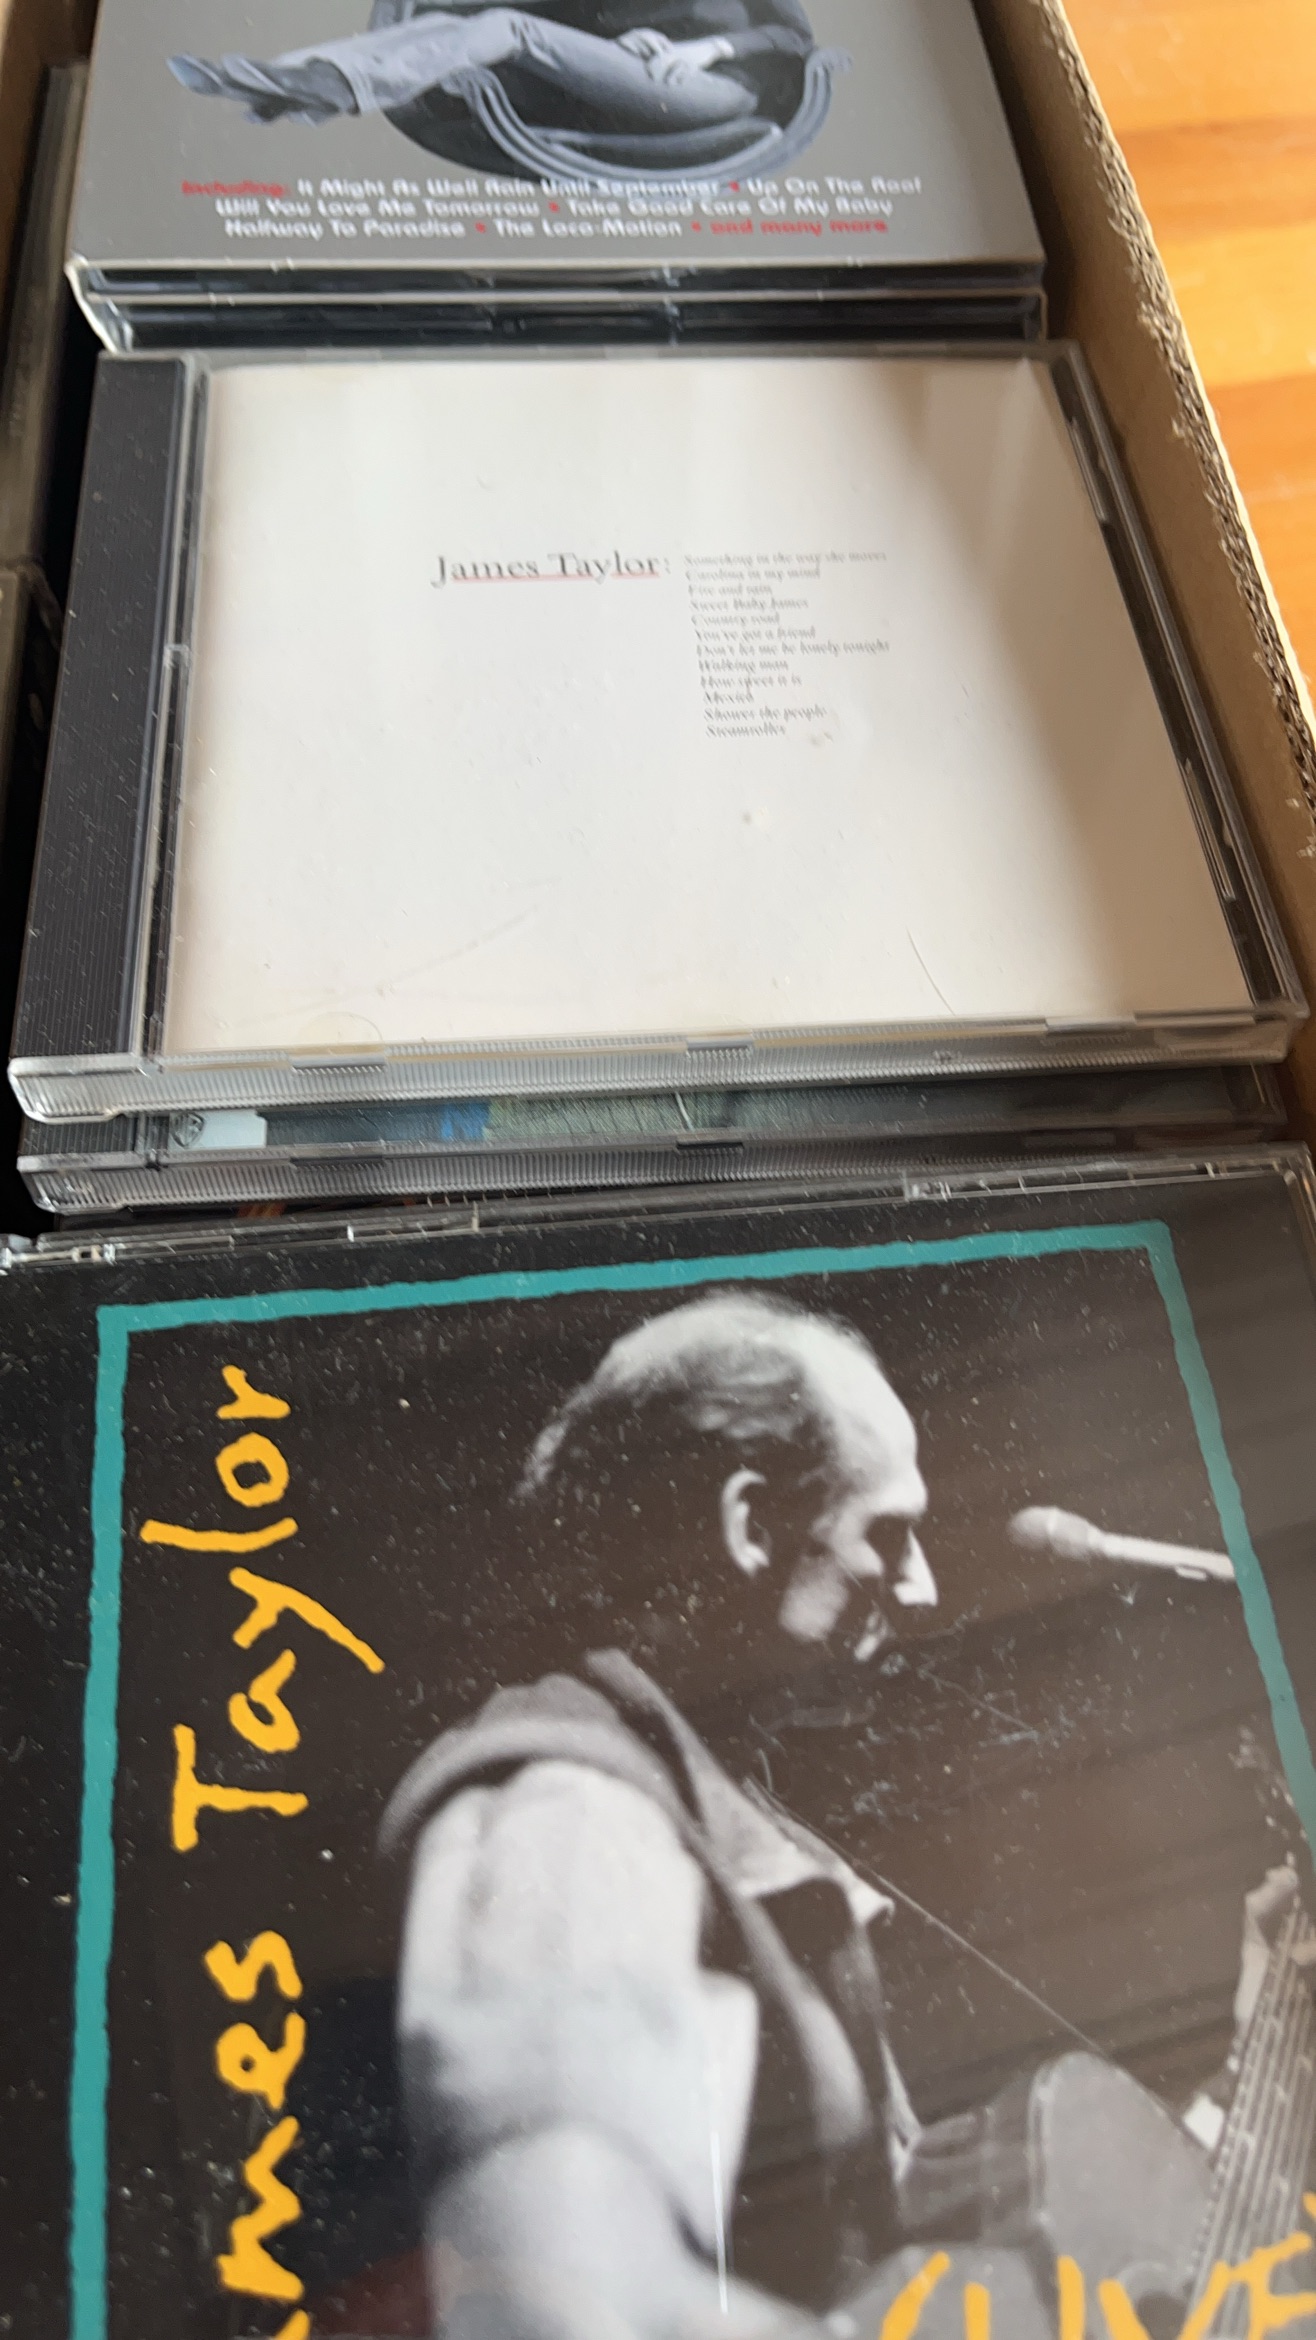 Including: It Might As Well Rain Until September • Up On The Roof
Will You Love Me Tomorrow • Take Good Care Of My Baby
Halfway To Paradise • The Loco-Motion • and many more
James Taylor:
Something in the way she moves
Carolina in my mind
Fire and rain
Sweet Baby James
Country road
You've got a friend
Don't let me be lonely tonight
Walking man
How sweet it is
Mexico
Shower the people
Steamroller
mes Taylor
(LIVE)